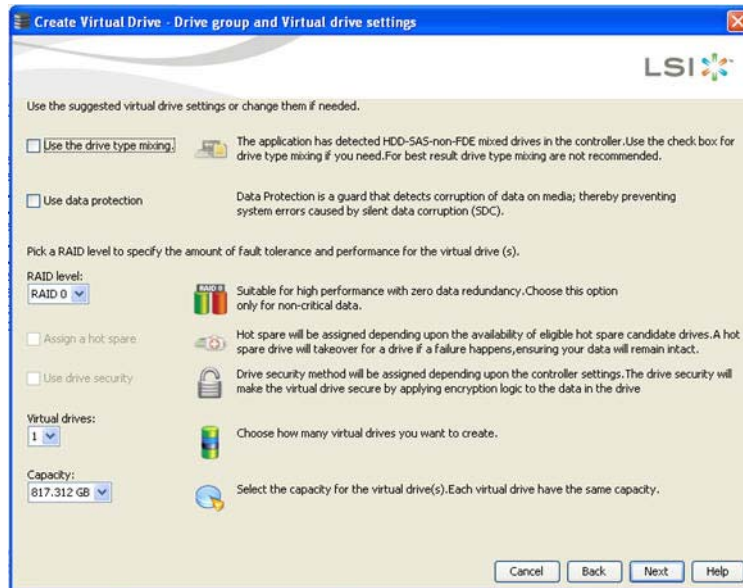 Create Virtual Drive - Drive group and Virtual drive settings
LSI
Use the suggested virtual drive settings or change them if needed.
Use the drive type mixing.
The application has detected HDD-SAS-non-FDE mixed drives in the controller.Use the check box for
drive type mixing if you need.For best result drive type mixing are not recommended.
Use data protection
Data Protection is a guard that detects corruption of data on media; thereby preventing
system errors caused by silent data corruption (SDC).
Pick a RAID level to specify the amount of fault tolerance and performance for the virtual drive (s).
RAID level:
RAID 0
RAID 0
Suitable for high performance with zero data redundancy.Choose this option
only for non-critical data.
Assign a hot spare
Hot spare will be assigned depending upon the availability of eligible hot spare candidate drives.A hot
spare drive will takeover for a drive if a failure happens,ensuring your data will remain intact.
Use drive security
Drive security method will be assigned depending upon the controller settings.The drive security will
make the virtual drive secure by applying encryption logic to the data in the drive
Virtual drives:
1
Choose how many virtual drives you want to create.
Capacity:
817.312 GB
Select the capacity for the virtual drive(s).Each virtual drive have the same capacity.
Cancel Back Next Help